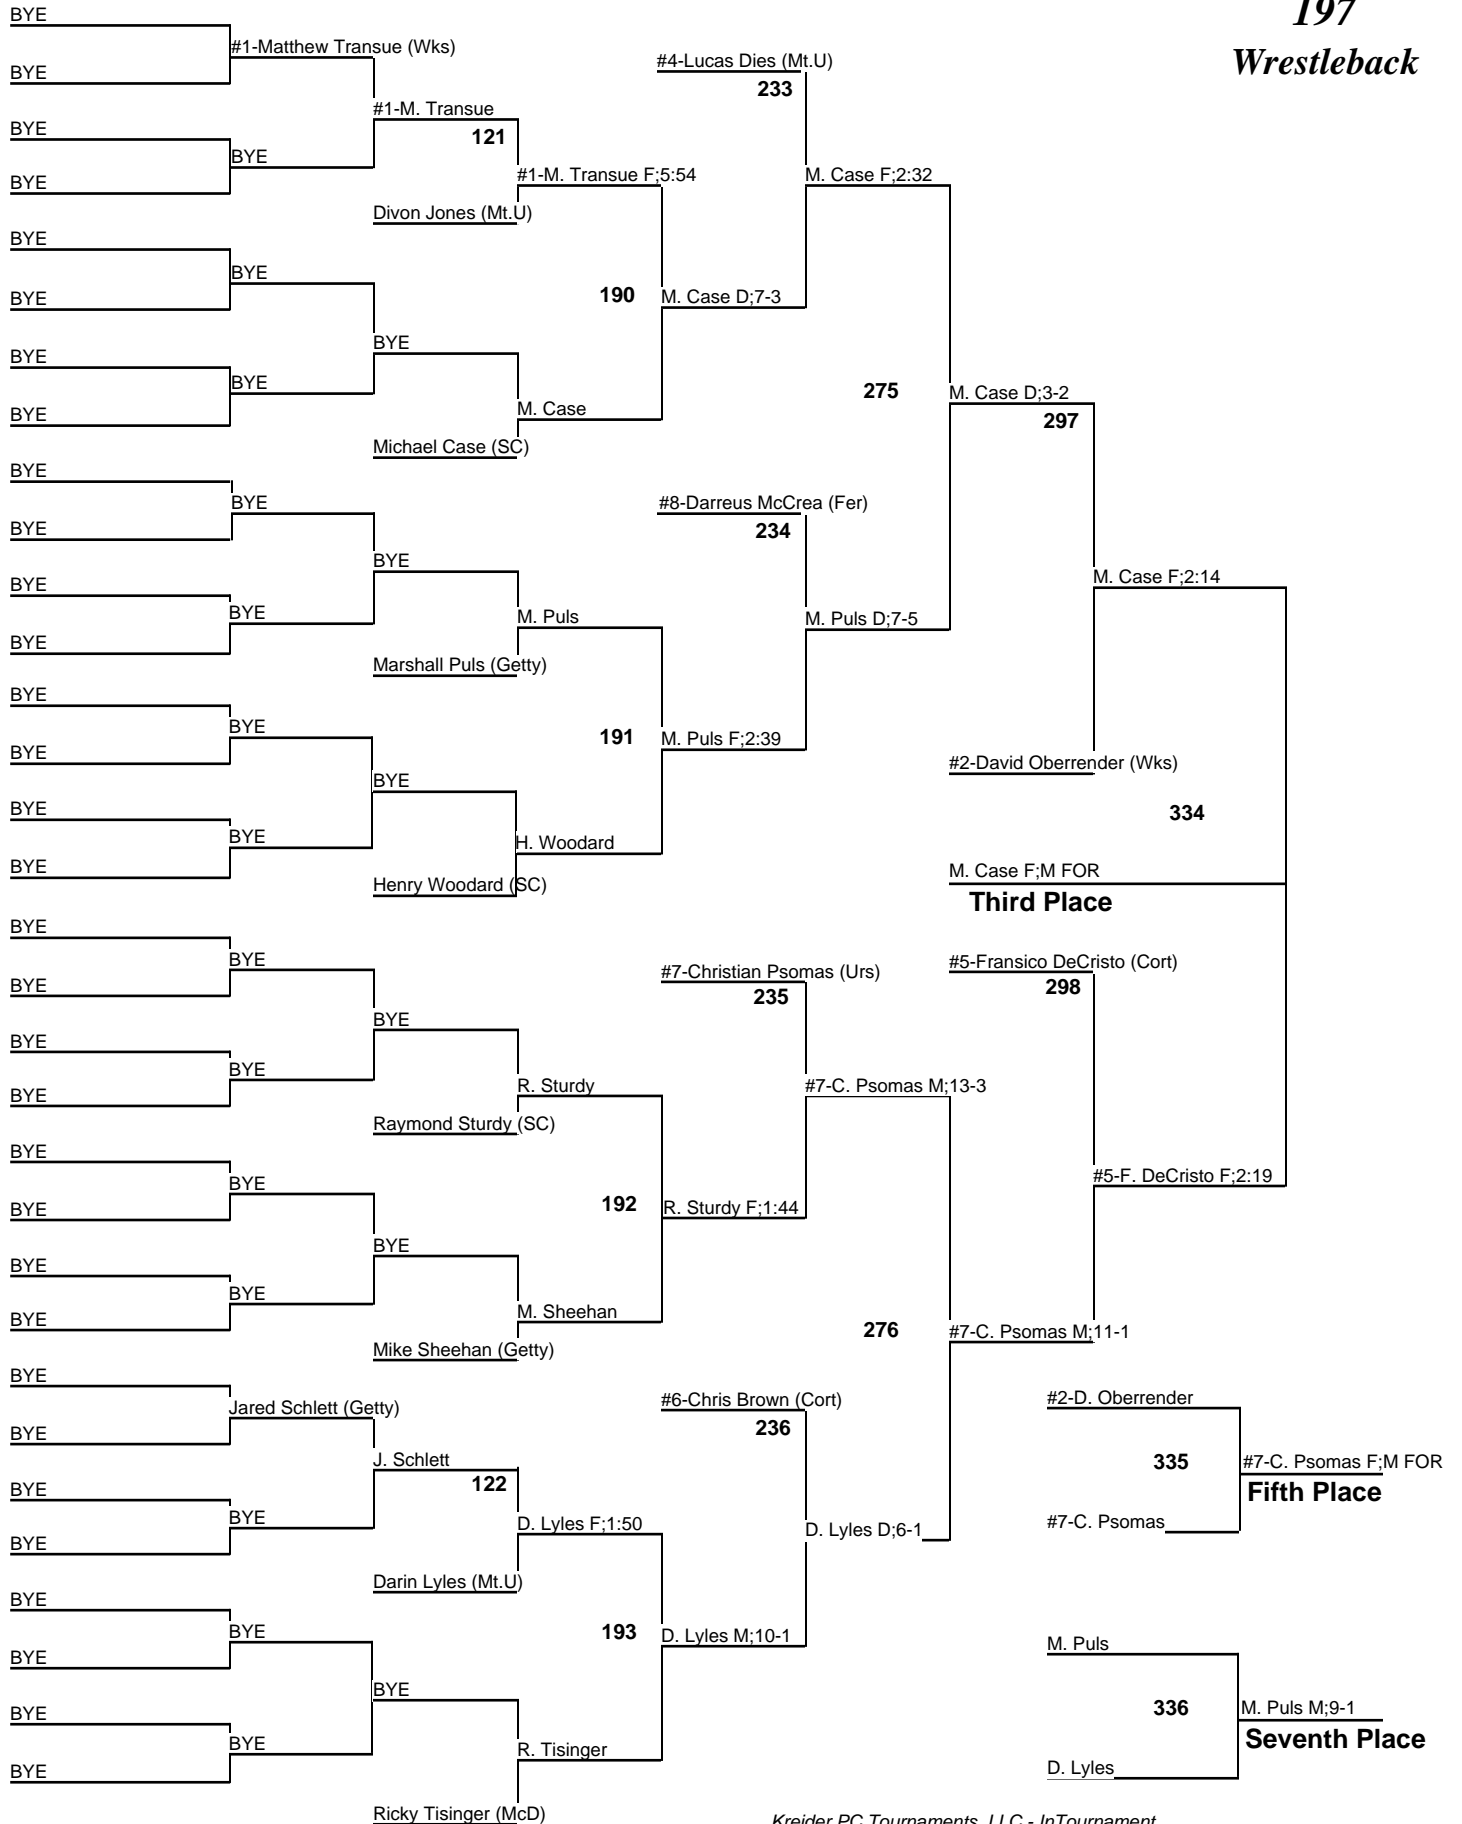 BYE
197
#1-Matthew Transue (Wks)
#4-Lucas Dies (Mt.U)
Wrestleback
BYE
233
#1-M. Transue
BYE
121
BYE
#1-M. Transue F;5:54
M. Case F;2:32
BYE
Divon Jones (Mt.U)
BYE
BYE
190
M. Case D;7-3
BYE
BYE
BYE
BYE
275
M. Case D;3-2
M. Case
297
BYE
Michael Case (SC)
BYE
BYE
#8-Darreus McCrea (Fer)
BYE
234
BYE
M. Case F;2:14
BYE
BYE
M. Puls
M. Puls D;7-5
BYE
Marshall Puls (Getty)
BYE
BYE
191
M. Puls F;2:39
BYE
#2-David Oberrender (Wks)
BYE
BYE
334
BYE
H. Woodard
BYE
M. Case F;M FOR
Henry Woodard (SC)
Third Place
BYE
BYE
#7-Christian Psomas (Urs)
#5-Fransico DeCristo (Cort)
BYE
235
298
BYE
BYE
BYE
R. Sturdy
#7-C. Psomas M;13-3
BYE
Raymond Sturdy (SC)
BYE
BYE
#5-F. DeCristo F;2:19
BYE
192
R. Sturdy F;1:44
BYE
BYE
BYE
M. Sheehan
BYE
276
#7-C. Psomas M;11-1
Mike Sheehan (Getty)
BYE
Jared Schlett (Getty)
#6-Chris Brown (Cort)
#2-D. Oberrender
BYE
236
J. Schlett
335
#7-C. Psomas F;M FOR
BYE
122
Fifth Place
BYE
D. Lyles F;1:50
D. Lyles D;6-1
#7-C. Psomas
BYE
Darin Lyles (Mt.U)
BYE
BYE
193
D. Lyles M;10-1
M. Puls
BYE
BYE
336
M. Puls M;9-1
BYE
BYE
R. Tisinger
Seventh Place
BYE
D. Lyles
Ricky Tisinger (McD)
Kreider PC Tournaments, LLC - InTournament